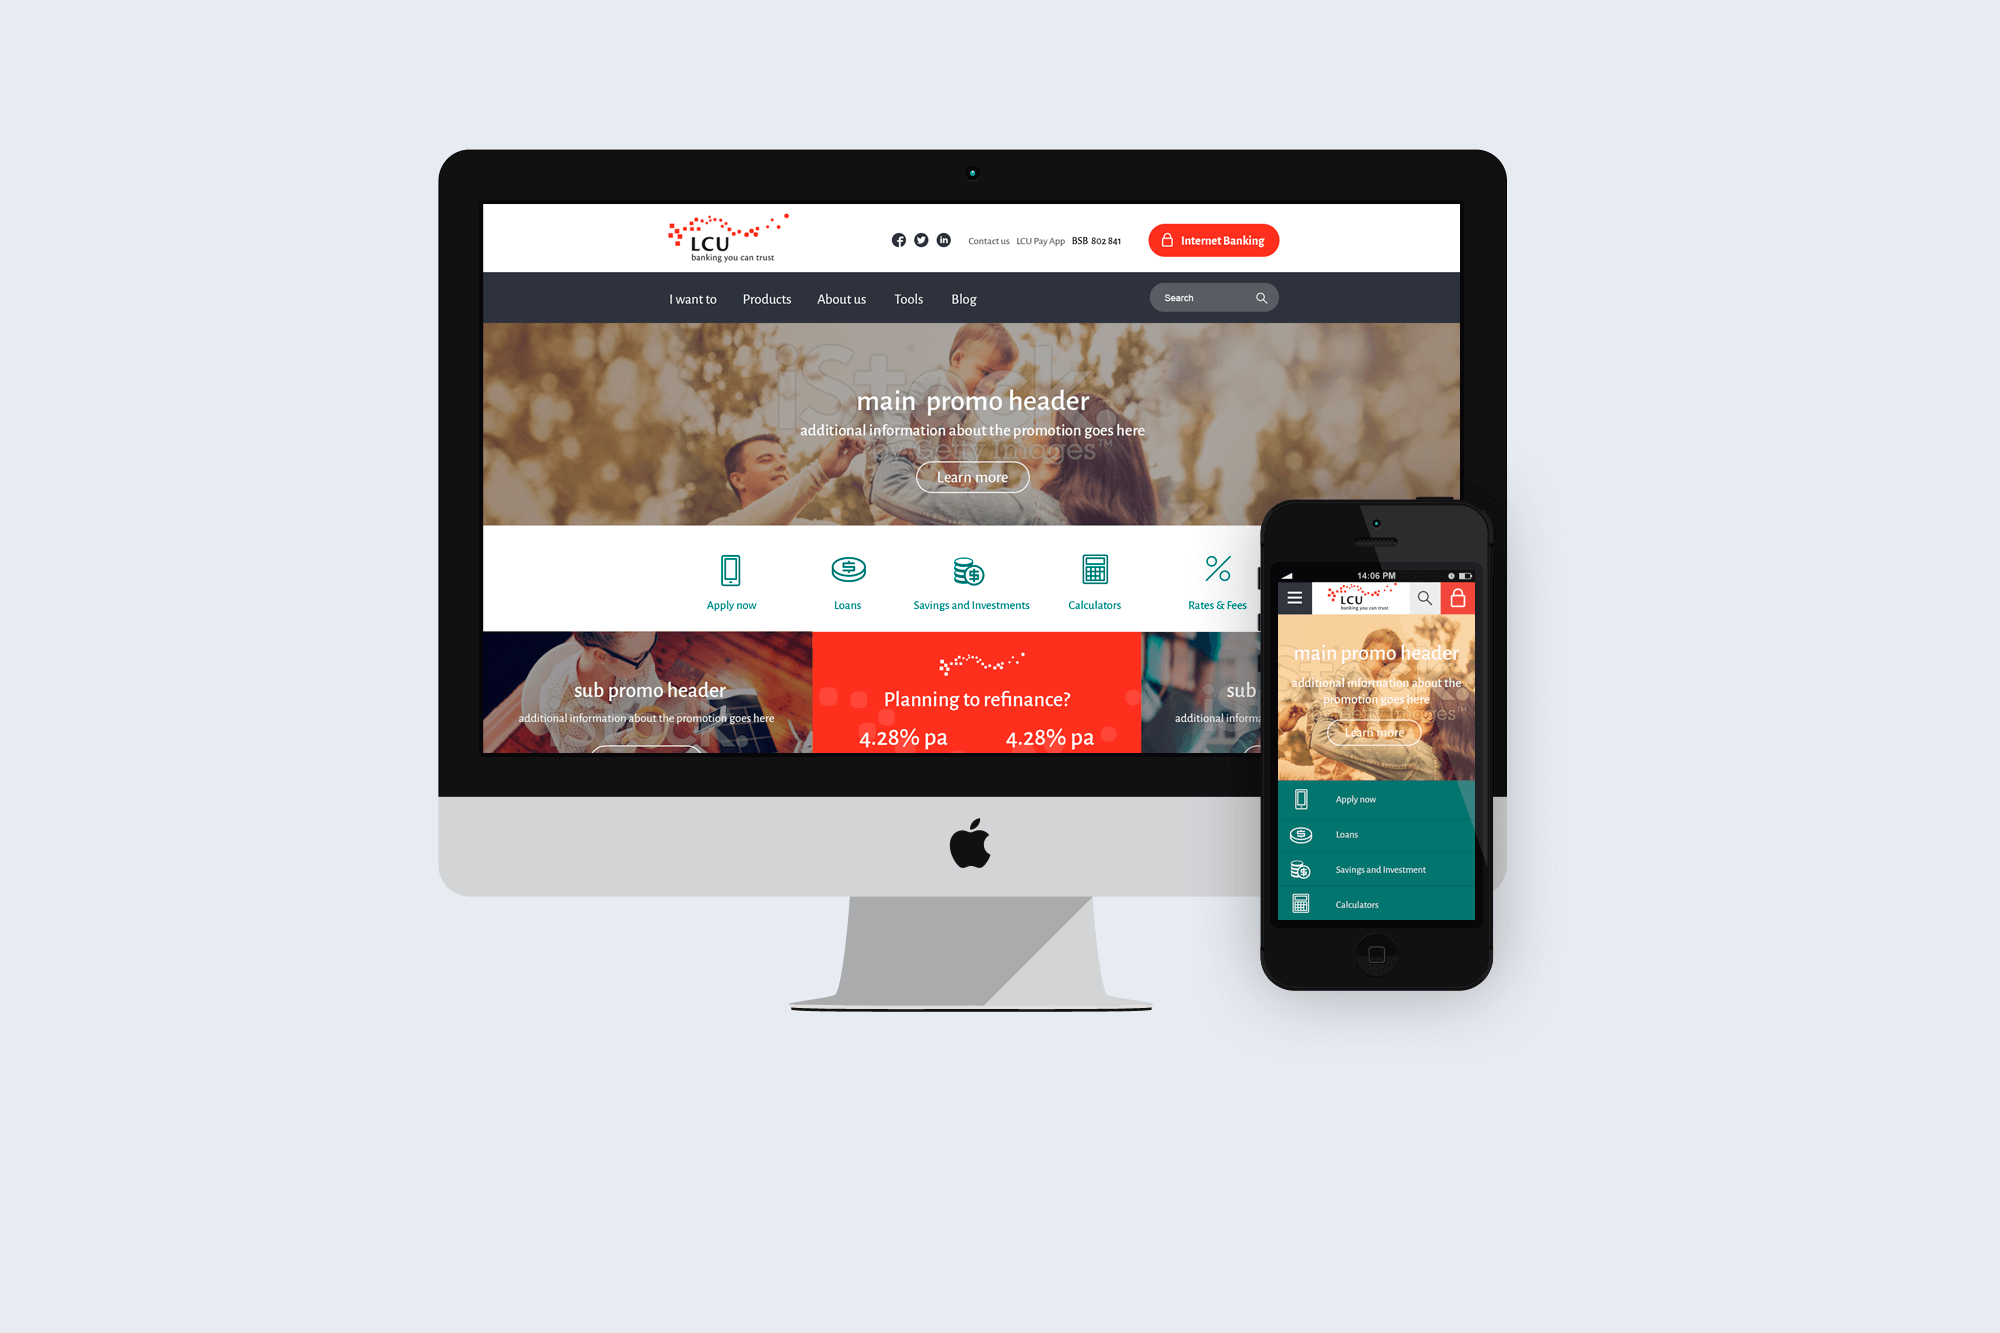 LCU
banking you can trust
Contact us LCU Pay App BSB 802 841
Internet Banking
I want to Products About us Tools Blog
Search
iStock.
by Getty Images™
main promo header
additional information about the promotion goes here
Learn more
Apply now Loans Savings and Investments Calculators Rates & Fees
sub promo header
additional information about the promotion goes here
iStock.
Planning to refinance?
4.28% pa 4.28% pa
sub
additional informa
14:06 PM
LCU
banking you can trust
main promo header
additional information about the
promotion goes here
Getty Images™
Learn more
Apply now
Loans
Savings and Investment
Calculators